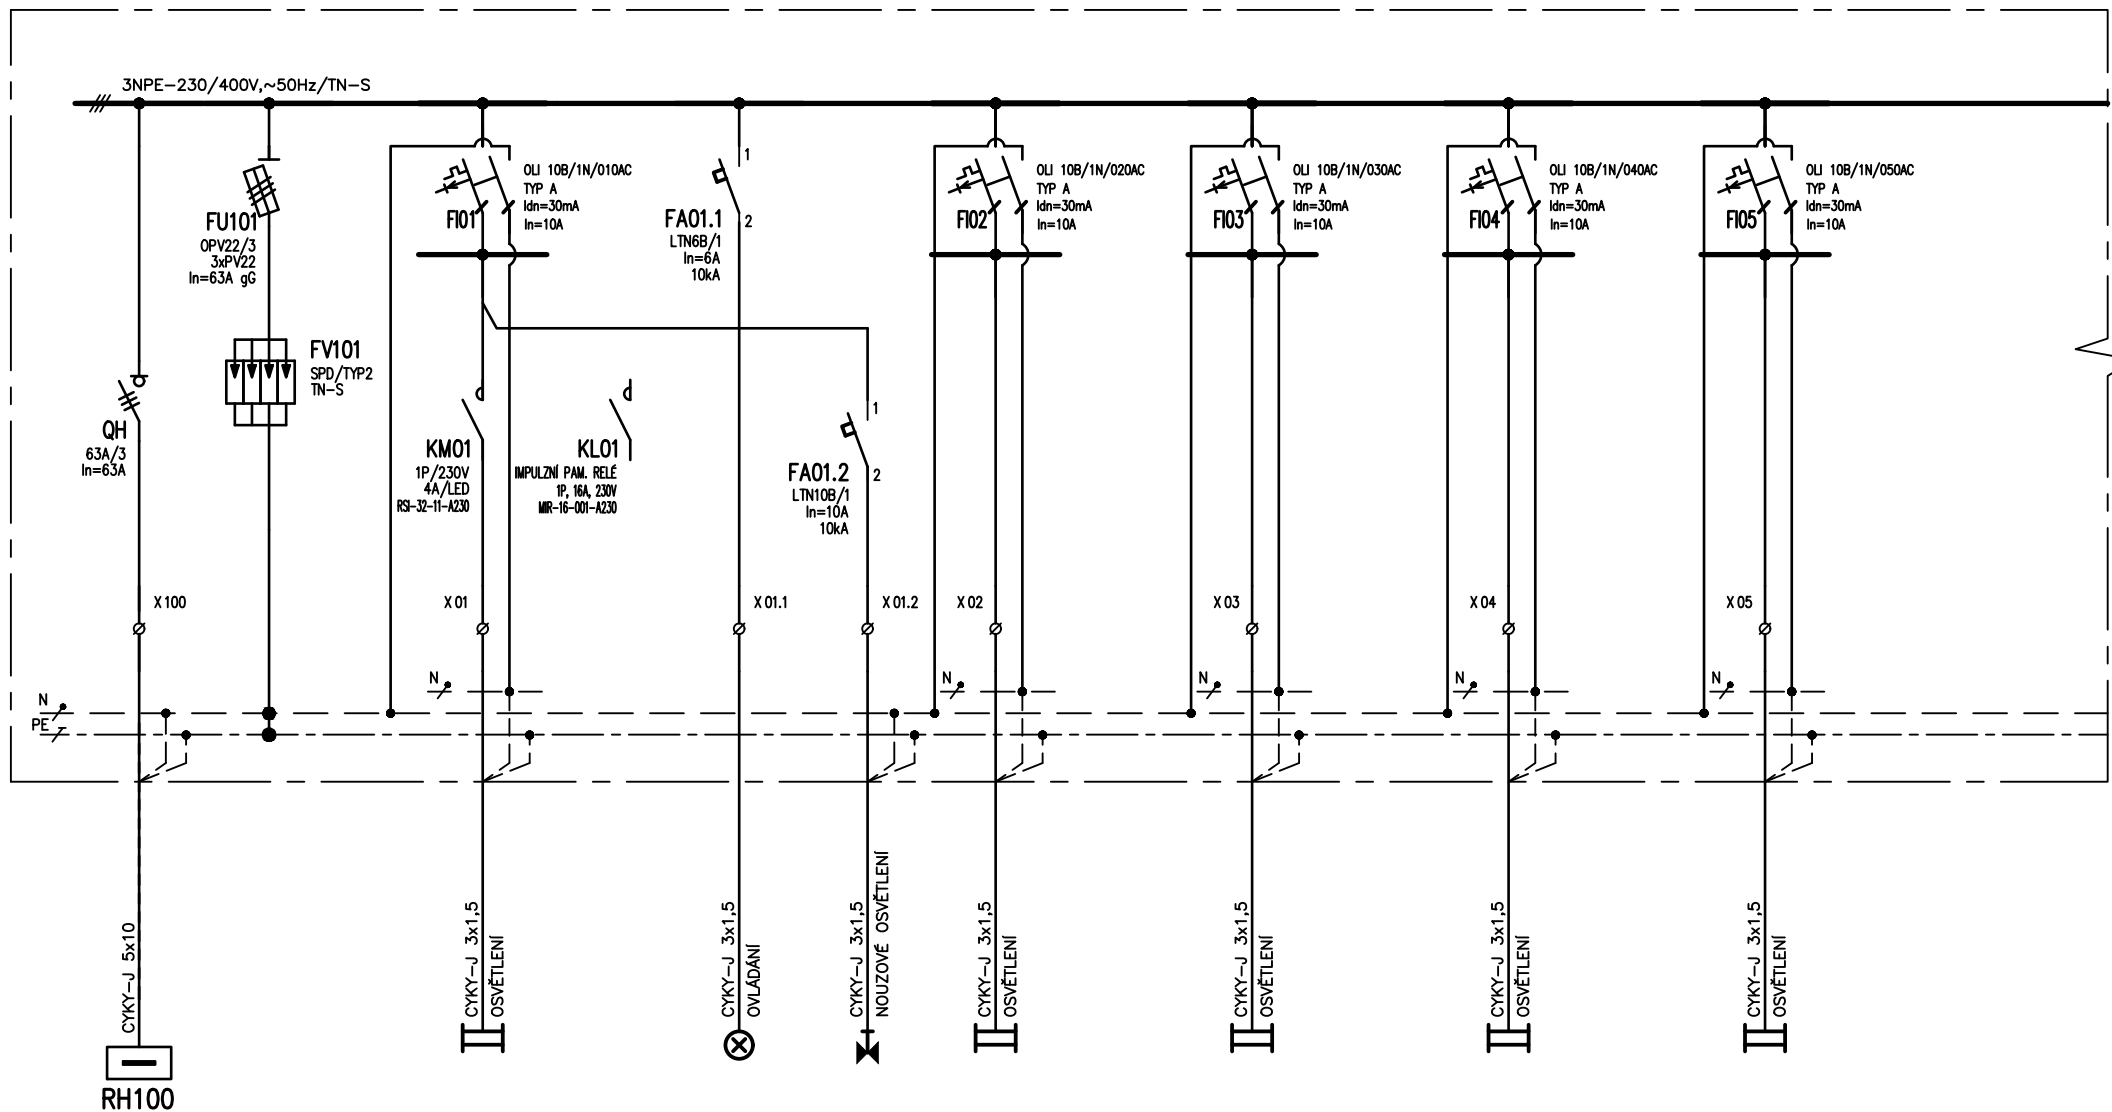 3NPE-230/400V,~50Hz/TN-S
FU101
OPV22/3
3xPV22
In=63A gG
FV101
SPD/TYP2
TN-S
QH
63A/3
In=63A
FI01
OLI 10B/1N/010AC
TYP A
Idn=30mA
In=10A
KM01
1P/230V
4A/LED
RSI-32-11-A230
KL01
IMPULZNÍ PAM. RELÉ
1P, 16A, 230V
MIR-16-001-A230
FA01.1
LTN6B/1
In=6A
10kA
1
2
FA01.2
LTN10B/1
In=10A
10kA
1
2
FI02
OLI 10B/1N/020AC
TYP A
Idn=30mA
In=10A
FI03
OLI 10B/1N/030AC
TYP A
Idn=30mA
In=10A
FI04
OLI 10B/1N/040AC
TYP A
Idn=30mA
In=10A
FI05
OLI 10B/1N/050AC
TYP A
Idn=30mA
In=10A
X100
X01
X01.1
X01.2
X02
X03
X04
X05
N
N
N
N
N
N
PE
CYKY-J 5x10
CYKY-J 3x1,5
OSVĚTLENÍ
CYKY-J 3x1,5
OVLÁDÁNÍ
CYKY-J 3x1,5
NOUZOVÉ OSVĚTLENÍ
CYKY-J 3x1,5
OSVĚTLENÍ
CYKY-J 3x1,5
OSVĚTLENÍ
CYKY-J 3x1,5
OSVĚTLENÍ
CYKY-J 3x1,5
OSVĚTLENÍ
RH100